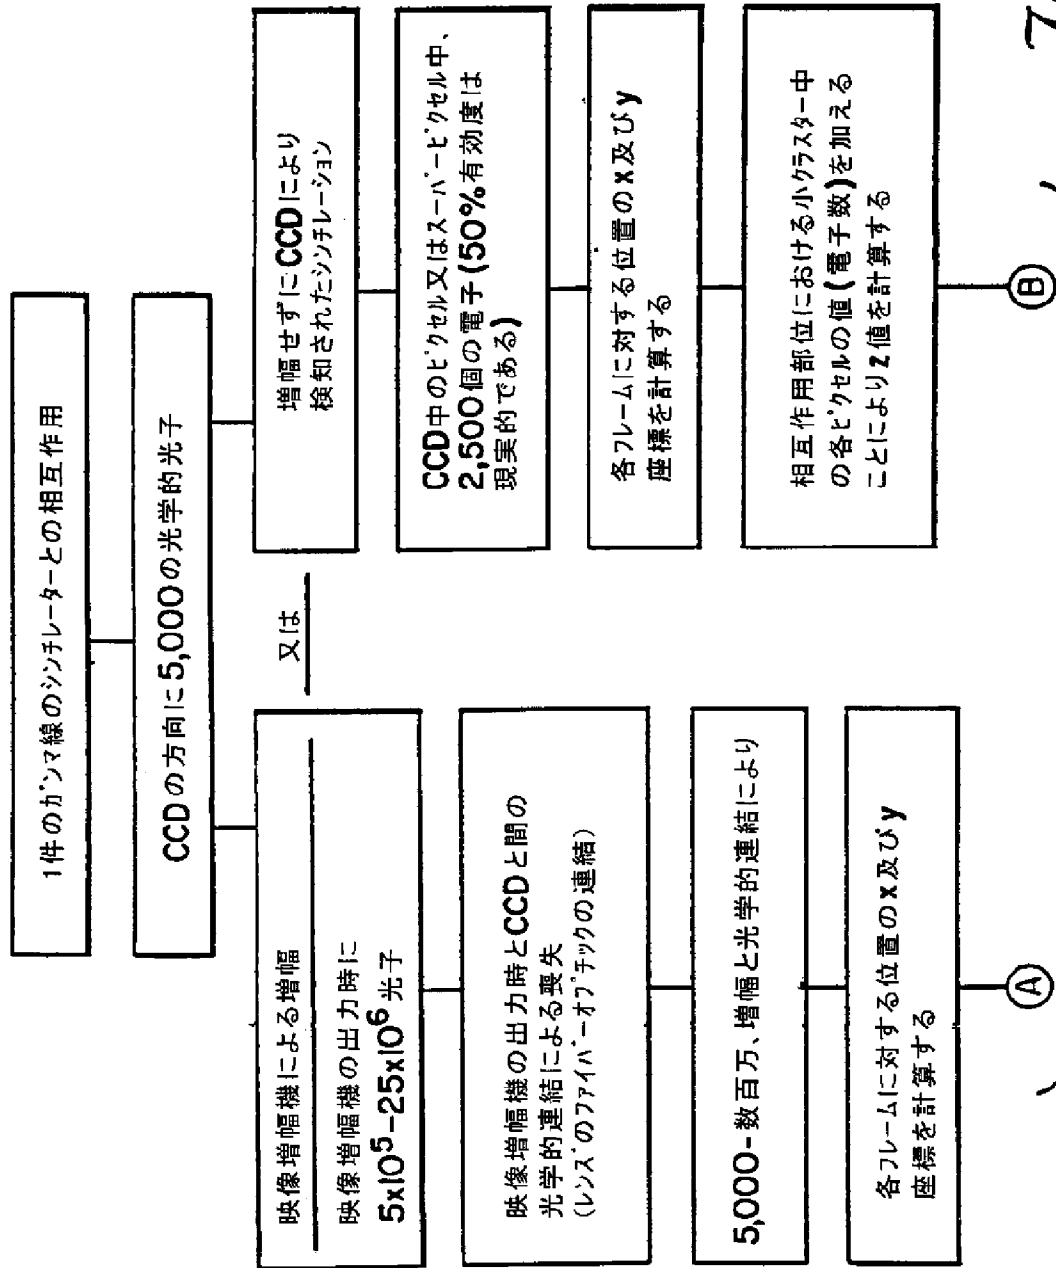 1件のガンマ線のシンチレーターとの相互作用
CCDの方向に5,000の光学的光子
映像増幅機による増幅
映像増幅機の出力時に
5x10⁵-25x10⁶光子
映像増幅機の出力時とCCDと間の
光学的連結による喪失
(レンズのファイバーオプチックの連結)
5,000-数百万、増幅と光学的連結により
各フレームに対する位置のx及びy
座標を計算する
A
又は
増幅せずにCCDにより
検知されたシンチレーション
CCD中のピクセル又はスーパーピクセル中、
2,500個の電子(50%有効度は
現実的である)
各フレームに対する位置のx及びy
座標を計算する
相互作用部位における小クラスター中
の各ピクセルの値(電子数)を加える
ことによりz値を計算する
B